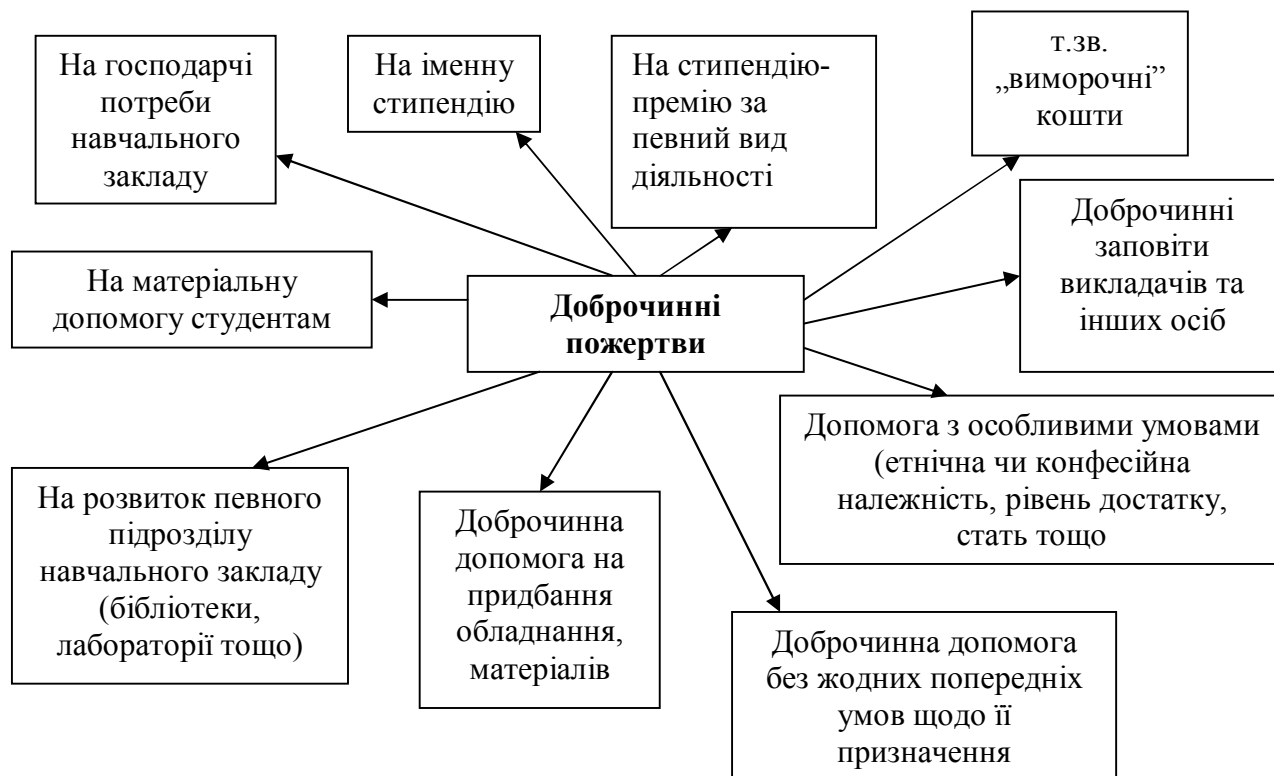 На господарчі
потреби
навчального
закладу
На іменну
стипендію
На стипендію-
премію за
певний вид
діяльності
т.зв.
„виморочні”
кошти
Доброчинні
заповіти
викладачів та
інших осіб
На матеріальну
допомогу студентам
Доброчинні
пожертви
Допомога з особливими умовами
(етнічна чи конфесійна
належність, рівень достатку,
стать тощо
На розвиток певного
підрозділу
навчального закладу
(бібліотеки,
лабораторії тощо)
Доброчинна
допомога на
придбання
обладнання,
матеріалів
Доброчинна допомога
без жодних попередніх
умов щодо її
призначення